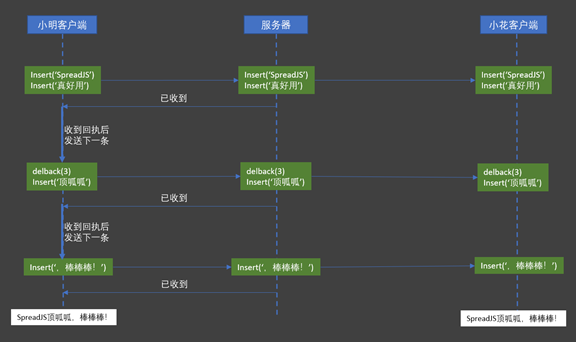 小明客户端
服务器
小花客户端
Insert('SpreadJS')
Insert('真好用')
Insert('SpreadJS')
Insert('真好用')
Insert('SpreadJS')
Insert('真好用')
已收到
收到回执后
发送下一条
delback(3)
Insert('顶呱呱')
delback(3)
Insert('顶呱呱')
delback(3)
Insert('顶呱呱')
已收到
收到回执后
发送下一条
Insert('，棒棒棒！')
Insert('，棒棒棒！')
Insert('，棒棒棒！')
已收到
SpreadJS顶呱呱，棒棒棒！
SpreadJS顶呱呱，棒棒棒！